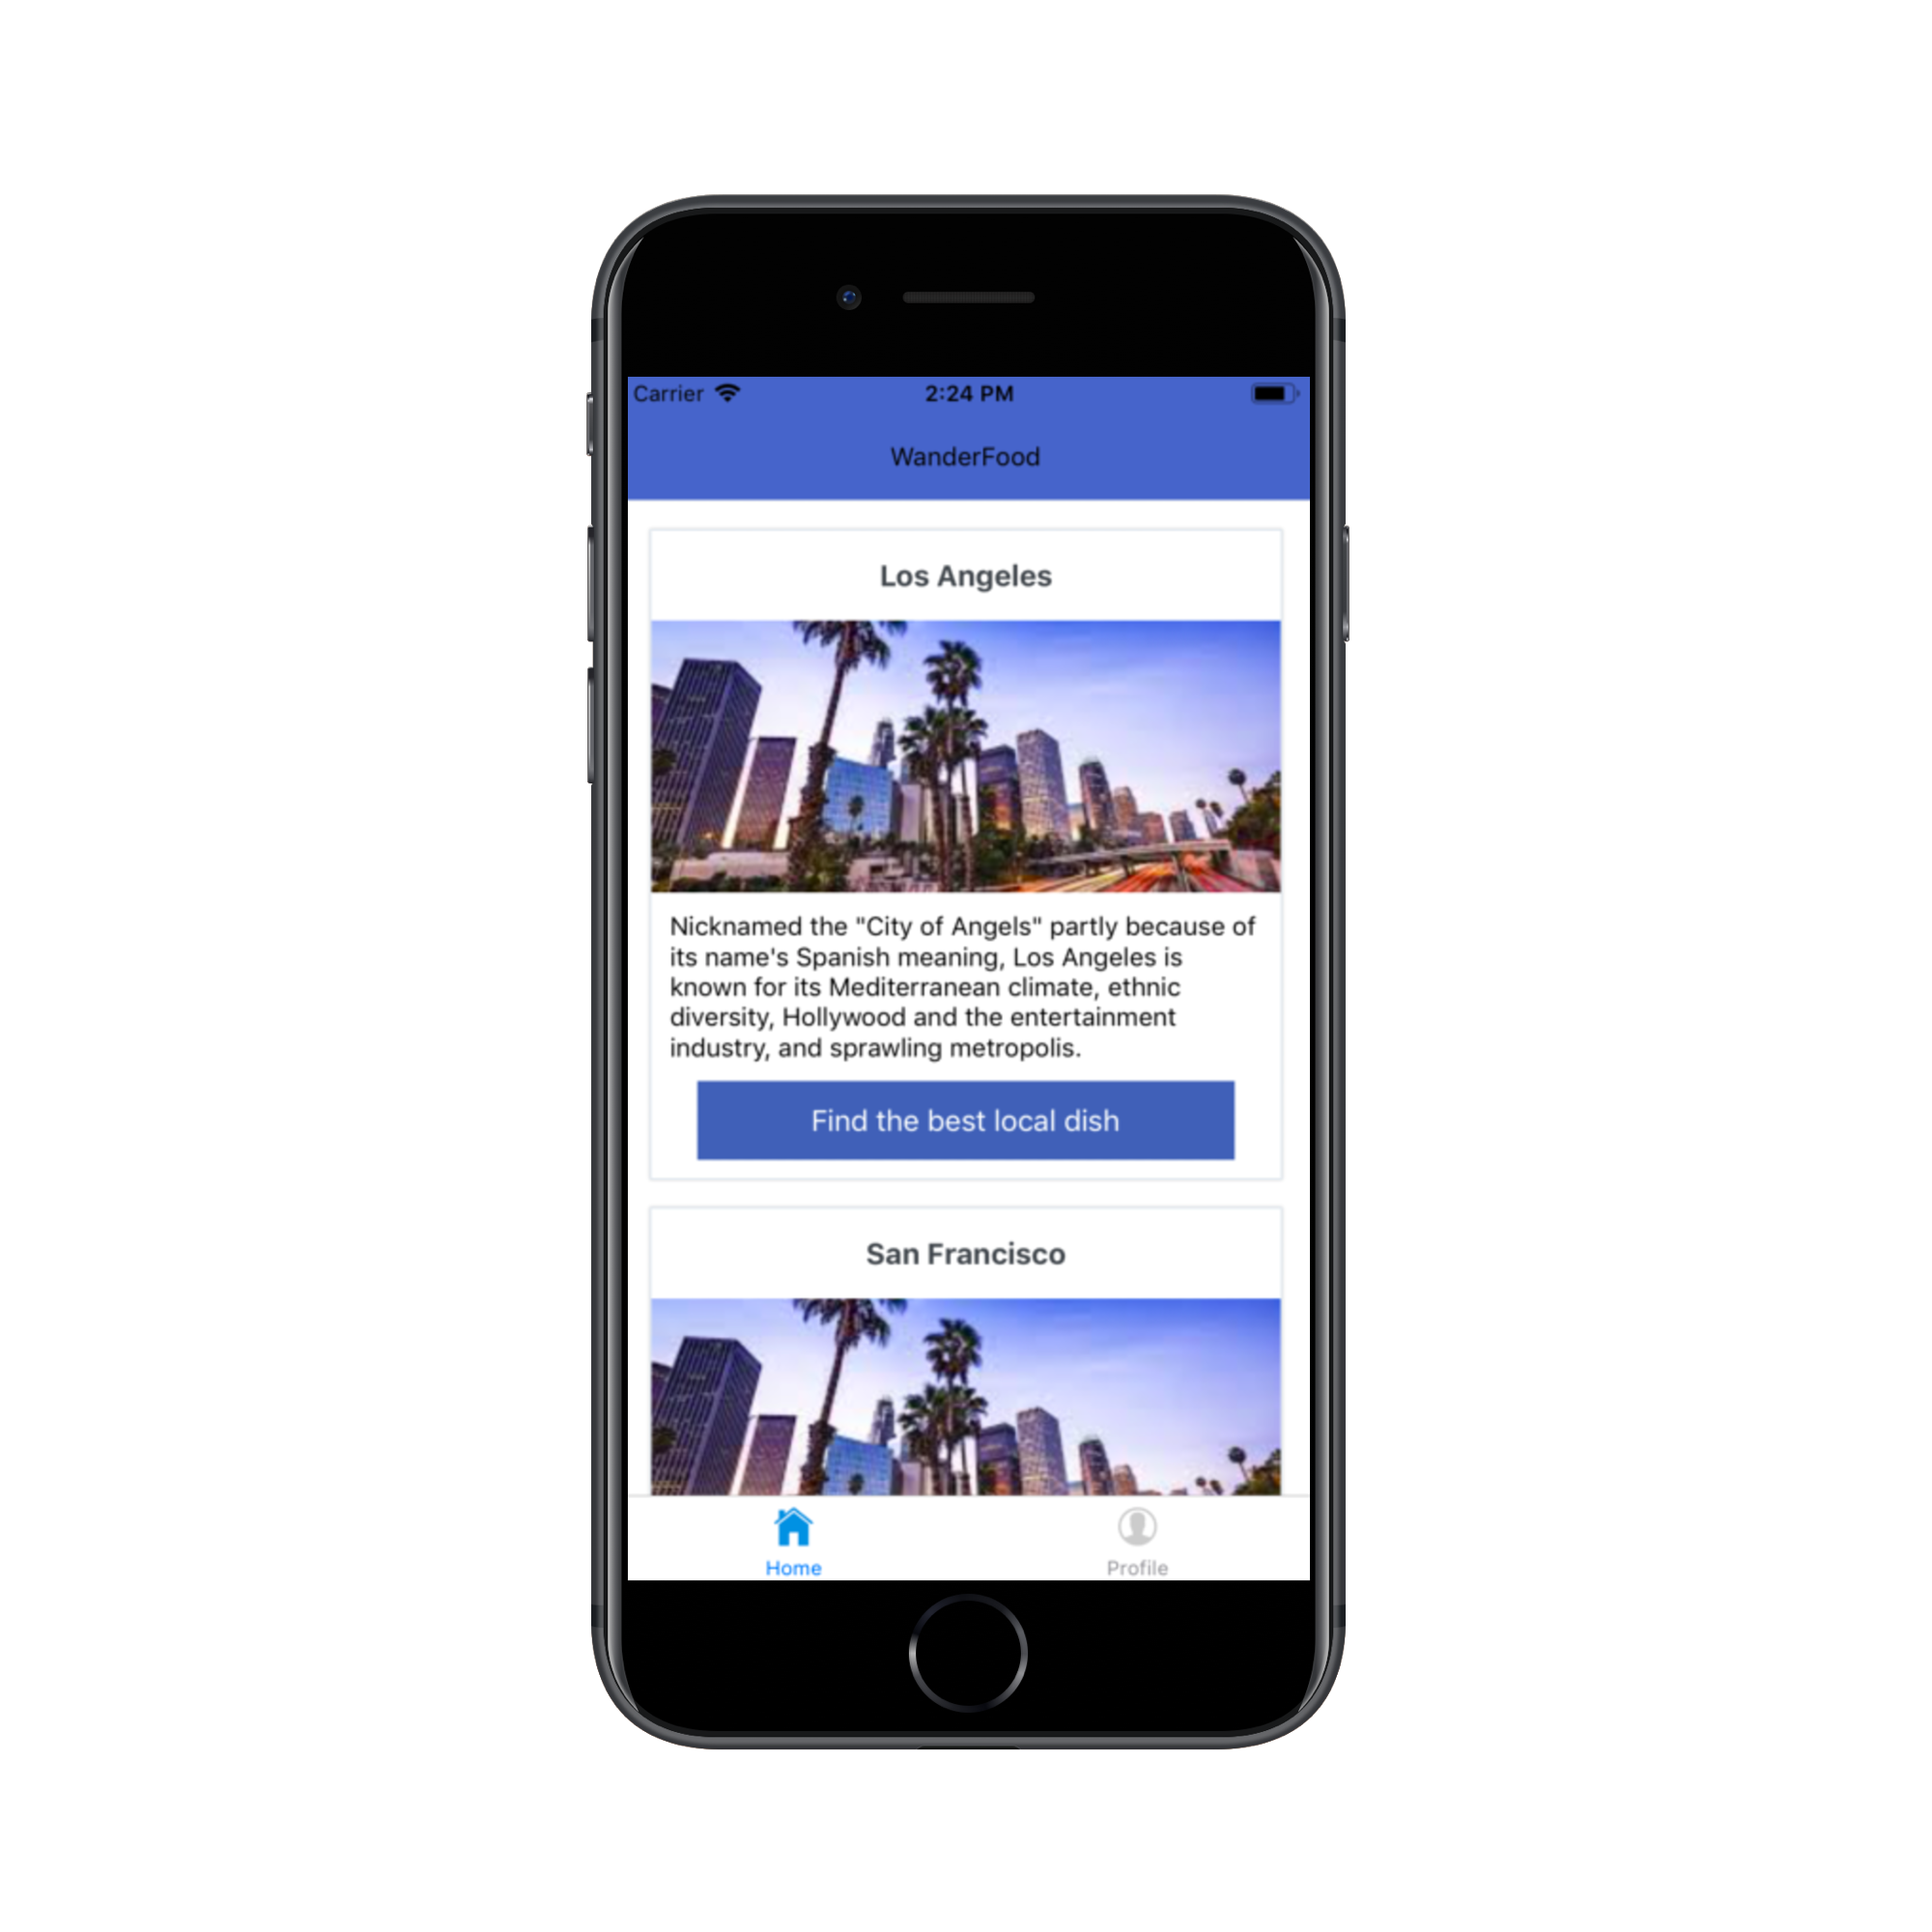 Carrier 2:24 PM
WanderFood
Los Angeles
Nicknamed the "City of Angels" partly because of
its name's Spanish meaning, Los Angeles is
known for its Mediterranean climate, ethnic
diversity, Hollywood and the entertainment
industry, and sprawling metropolis.
Find the best local dish
San Francisco
Home Profile